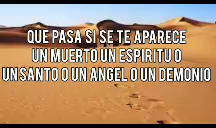 QUE PASA SI SE TE APARECE
UN MUERTO UN ESPIRITU O
UN SANTO O UN ANGEL O UN DEMONIO